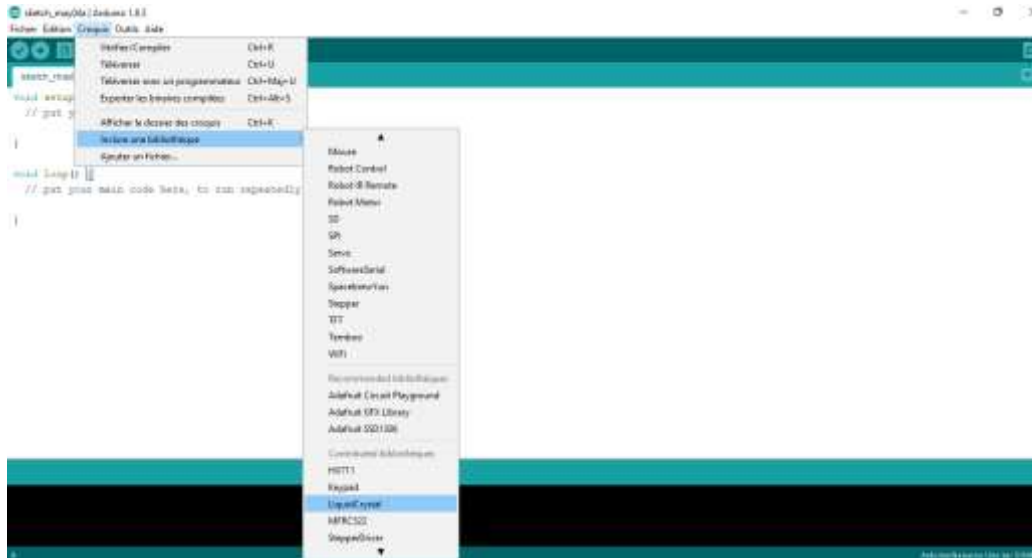 sketch_may04a | Arduino 1.8.5
Fichier Édition Croquis Outils Aide
Vérifier/Compiler Ctrl+R
Téléverser Ctrl+U
Téléverser avec un programmateur Ctrl+Maj+U
Exporter les binaires compilées Ctrl+Alt+S
Afficher le dossier des croquis Ctrl+K
Inclure une bibliothèque
Ajouter un fichier...
void setup
// put y
}
void loop() {
// put your main code here, to run repeatedly
}
Mouse
Robot Control
Robot IR Remote
Robot Motor
SD
SPI
Servo
SoftwareSerial
SpacebrewYun
Stepper
TFT
Temboo
WiFi
Recommended bibliothèques
Adafruit Circuit Playground
Adafruit GFX Library
Adafruit SSD1306
Contributed bibliothèques
Keypad
LiquidCrystal
MFRC522
StepperDriver